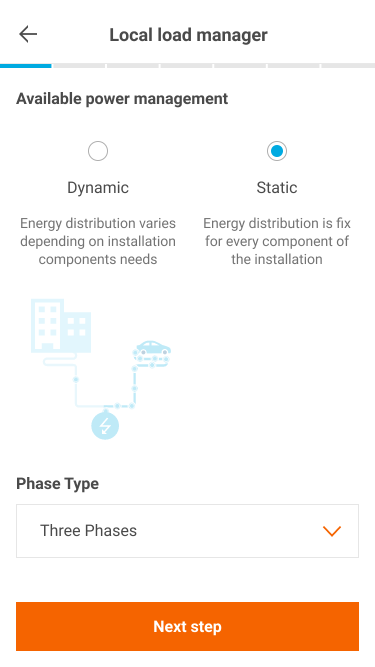 Local load manager
Available power management
Dynamic
Energy distribution varies
depending on installation
components needs
Static
Energy distribution is fix
for every component of
the installation
Phase Type
Three Phases
Next step